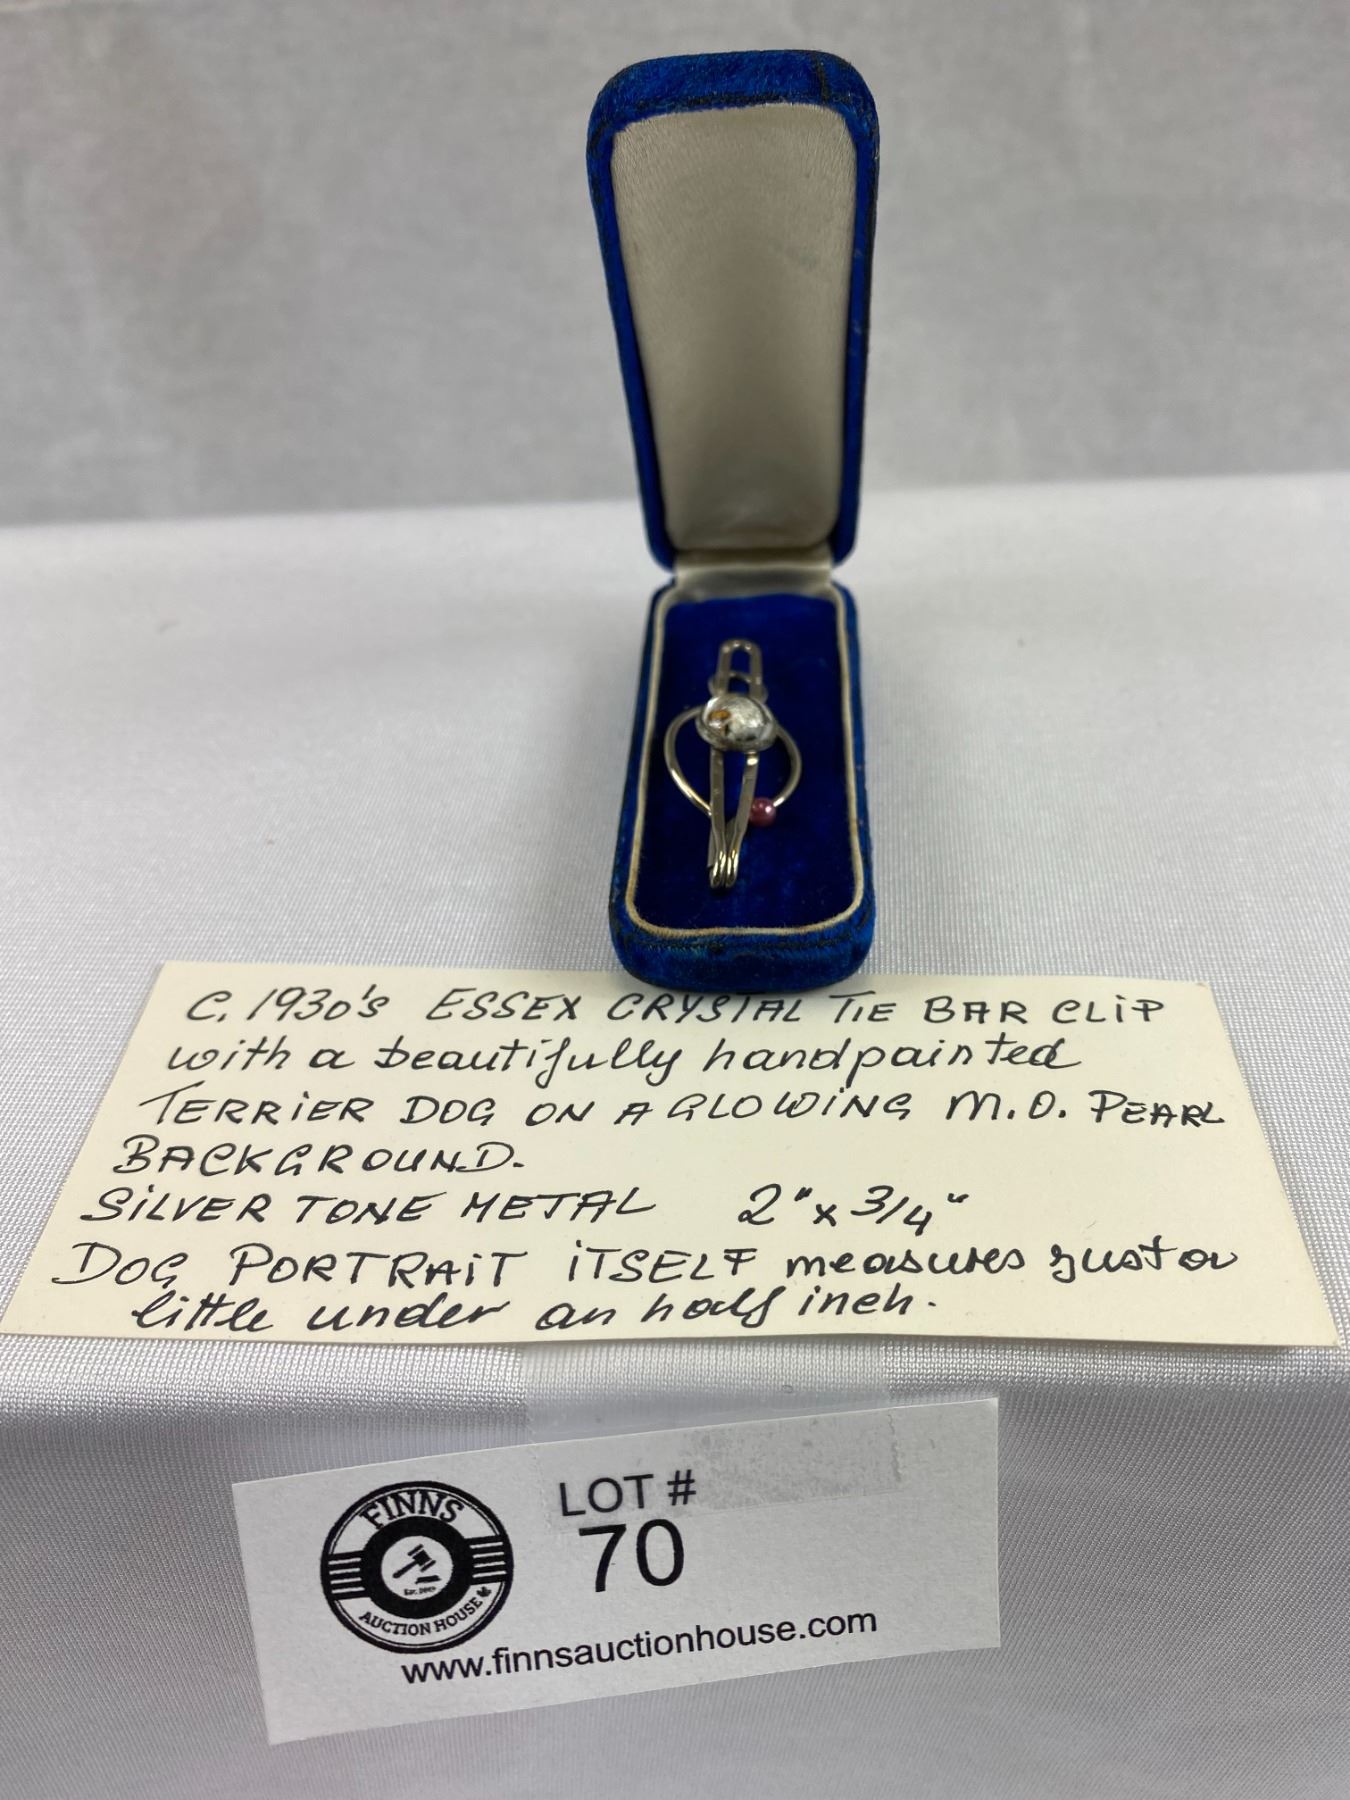 C. 1930's ESSEX CRYSTAL TIE BAR CLIP
with a beautifully handpainted
TERRIER DOG ON A GLOWING M.O. PEARL
BACKGROUND.
SILVER TONE METAL 2" x 3/4"
DOG PORTRAIT ITSELF measures just a
little under an half inch.
FINNS
AUCTION HOUSE
LOT #
70
www.finnsauctionhouse.com